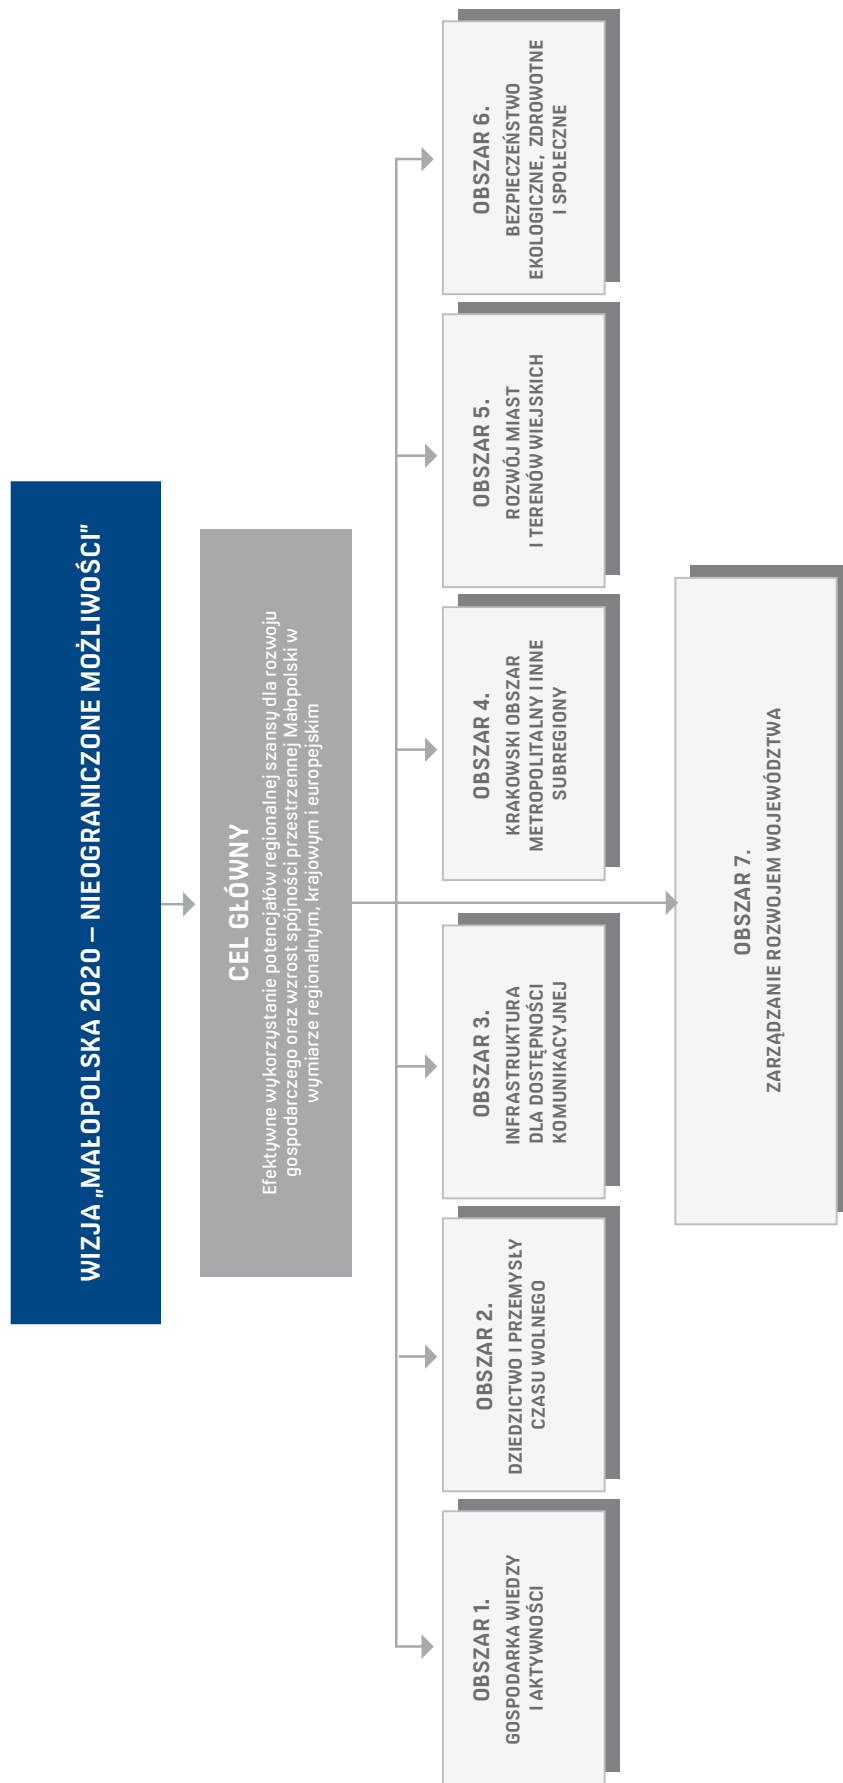 WIZJA „MAŁOPOLSKA 2020 – NIEOGRANICZONE MOŻLIWOŚCI"
CEL GŁÓWNY
Efektywne wykorzystanie potencjałów regionalnej szansy dla rozwoju
gospodarczego oraz wzrost spójności przestrzennej Małopolski w
wymiarze regionalnym, krajowym i europejskim
OBSZAR 1.
GOSPODARKA WIEDZY
I AKTYWNOŚCI
OBSZAR 2.
DZIEDZICTWO I PRZEMYSŁY
CZASU WOLNEGO
OBSZAR 3.
INFRASTRUKTURA
DLA DOSTĘPNOŚCI
KOMUNIKACYJNEJ
OBSZAR 4.
KRAKOWSKI OBSZAR
METROPOLITALNY I INNE
SUBREGIONY
OBSZAR 5.
ROZWÓJ MIAST
I TERENÓW WIEJSKICH
OBSZAR 6.
BEZPIECZEŃSTWO
EKOLOGICZNE, ZDROWOTNE
I SPOŁECZNE
OBSZAR 7.
ZARZĄDZANIE ROZWOJEM WOJEWÓDZTWA